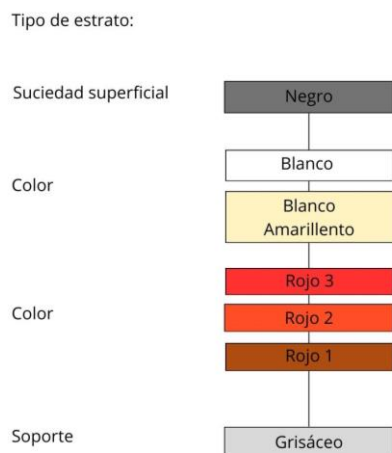 Tipo de estrato:
Suciedad superficial
Negro
Blanco
Color
Blanco
Amarillento
Rojo 3
Color
Rojo 2
Rojo 1
Soporte
Grisáceo